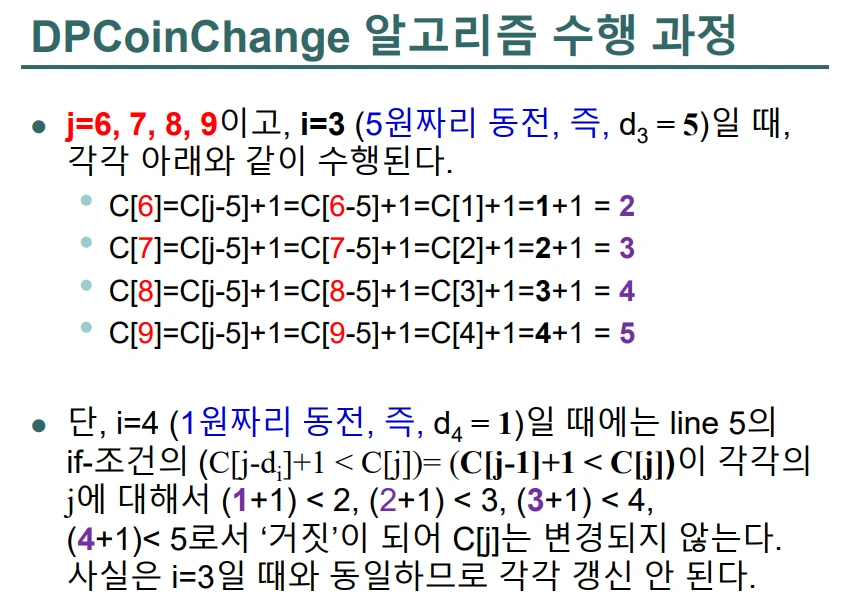 DPCoinChange 알고리즘 수행 과정
● j=6, 7, 8, 9이고, i=3 (5원짜리 동전, 즉, d₃ = 5)일 때,
각각 아래와 같이 수행된다.
• C[6]=C[j-5]+1=C[6-5]+1=C[1]+1=1+1 = 2
• C[7]=C[j-5]+1=C[7-5]+1=C[2]+1=2+1 = 3
• C[8]=C[j-5]+1=C[8-5]+1=C[3]+1=3+1 = 4
• C[9]=C[j-5]+1=C[9-5]+1=C[4]+1=4+1 = 5
● 단, i=4 (1원짜리 동전, 즉, d₄ = 1)일 때에는 line 5의
if-조건의 (C[j-dᵢ]+1 < C[j])= (C[j-1]+1 < C[j])이 각각의
j에 대해서 (1+1) < 2, (2+1) < 3, (3+1) < 4,
(4+1)< 5로서 ‘거짓’이 되어 C[j]는 변경되지 않는다.
사실은 i=3일 때와 동일하므로 각각 갱신 안 된다.